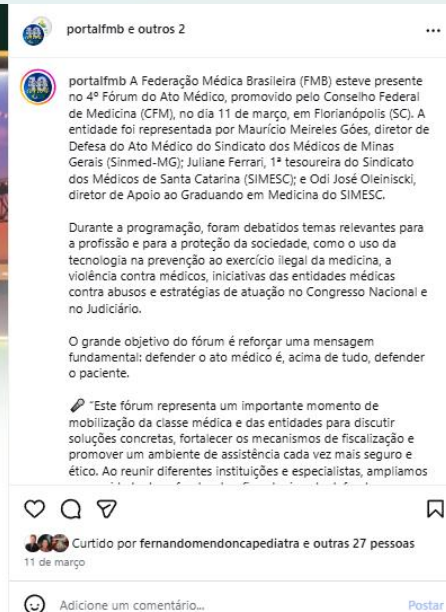 portalfmb e outros 2
portalfmb A Federação Médica Brasileira (FMB) esteve presente
no 4º Fórum do Ato Médico, promovido pelo Conselho Federal
de Medicina (CFM), no dia 11 de março, em Florianópolis (SC). A
entidade foi representada por Maurício Meireles Góes, diretor de
Defesa do Ato Médico do Sindicato dos Médicos de Minas
Gerais (Sinmed-MG); Juliane Ferrari, 1ª tesoureira do Sindicato
dos Médicos de Santa Catarina (SIMESC); e Odi José Oleiniscki,
diretor de Apoio ao Graduando em Medicina do SIMESC.
Durante a programação, foram debatidos temas relevantes para
a profissão e para a proteção da sociedade, como o uso da
tecnologia na prevenção ao exercício ilegal da medicina, a
violência contra médicos, iniciativas das entidades médicas
contra abusos e estratégias de atuação no Congresso Nacional e
no Judiciário.
O grande objetivo do fórum é reforçar uma mensagem
fundamental: defender o ato médico é, acima de tudo, defender
o paciente.
🎤 "Este fórum representa um importante momento de
mobilização da classe médica e das entidades para discutir
soluções concretas, fortalecer os mecanismos de fiscalização e
promover um ambiente de assistência cada vez mais seguro e
ético. Ao reunir diferentes instituições e especialistas, ampliamos
Curtido por fernandomendoncapediatra e outras 27 pessoas
11 de março
Adicione um comentário... Postar